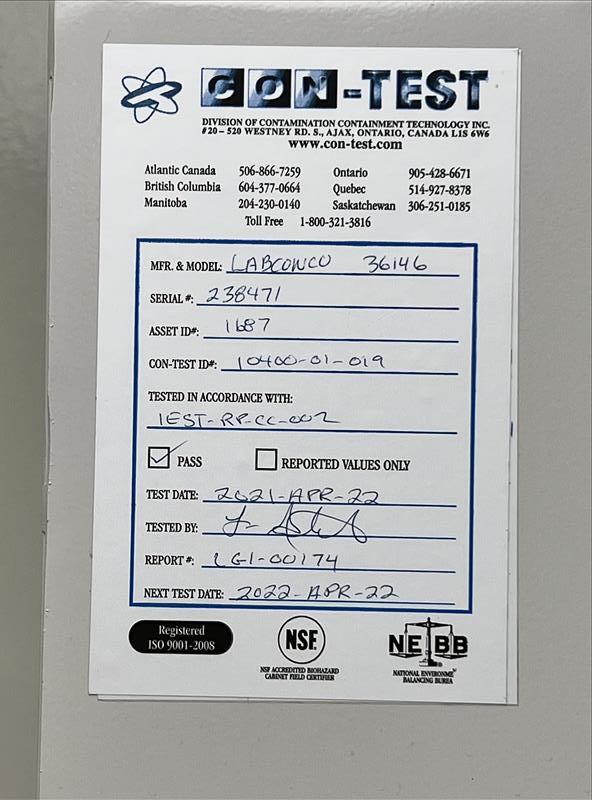 CON-TEST
DIVISION OF CONTAMINATION CONTAINMENT TECHNOLOGY INC.
#20 - 520 WESTNEY RD. S., AJAX, ONTARIO, CANADA L1S 6W6
www.con-test.com
Atlantic Canada 506-866-7259 Ontario 905-428-6671
British Columbia 604-377-0664 Quebec 514-927-8378
Manitoba 204-230-0140 Saskatchewan 306-251-0185
Toll Free 1-800-321-3816
MFR. & MODEL: LABCONCO 36146
SERIAL #: 238471
ASSET ID#: 1687
CON-TEST ID#: 10400-01-019
TESTED IN ACCORDANCE WITH:
IEST-RP-CC-002
PASS REPORTED VALUES ONLY
TEST DATE: 2021-APR-22
TESTED BY:
REPORT #: LG1-00174
NEXT TEST DATE: 2022-APR-22
Registered
ISO 9001-2008
NSF
NSF ACCREDITED BIOHAZARD
CABINET FIELD CERTIFIER
NEBB
NATIONAL ENVIRONME
BALANCING BUREA